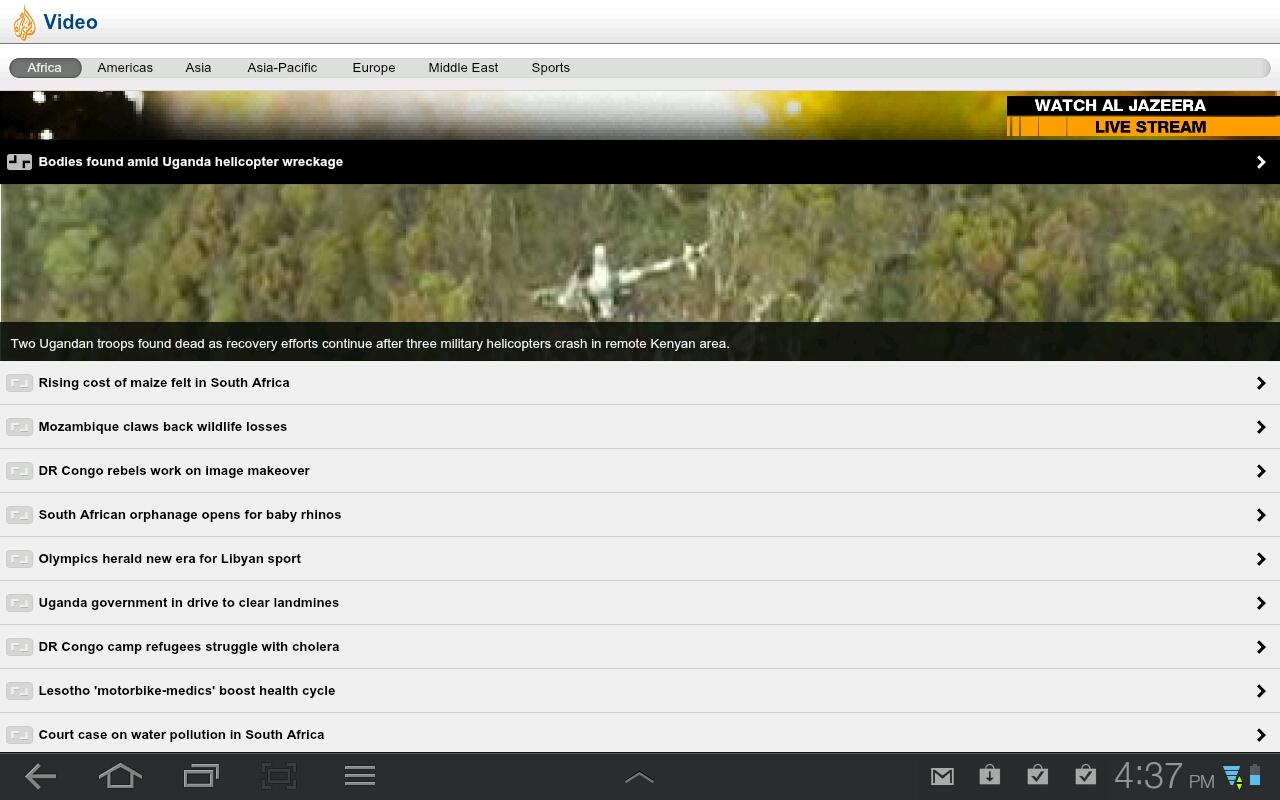 Video
Africa Americas Asia Asia-Pacific Europe Middle East Sports
WATCH AL JAZEERA
LIVE STREAM
Bodies found amid Uganda helicopter wreckage
Two Ugandan troops found dead as recovery efforts continue after three military helicopters crash in remote Kenyan area.
Rising cost of maize felt in South Africa
Mozambique claws back wildlife losses
DR Congo rebels work on image makeover
South African orphanage opens for baby rhinos
Olympics herald new era for Libyan sport
Uganda government in drive to clear landmines
DR Congo camp refugees struggle with cholera
Lesotho 'motorbike-medics' boost health cycle
Court case on water pollution in South Africa
4:37 PM